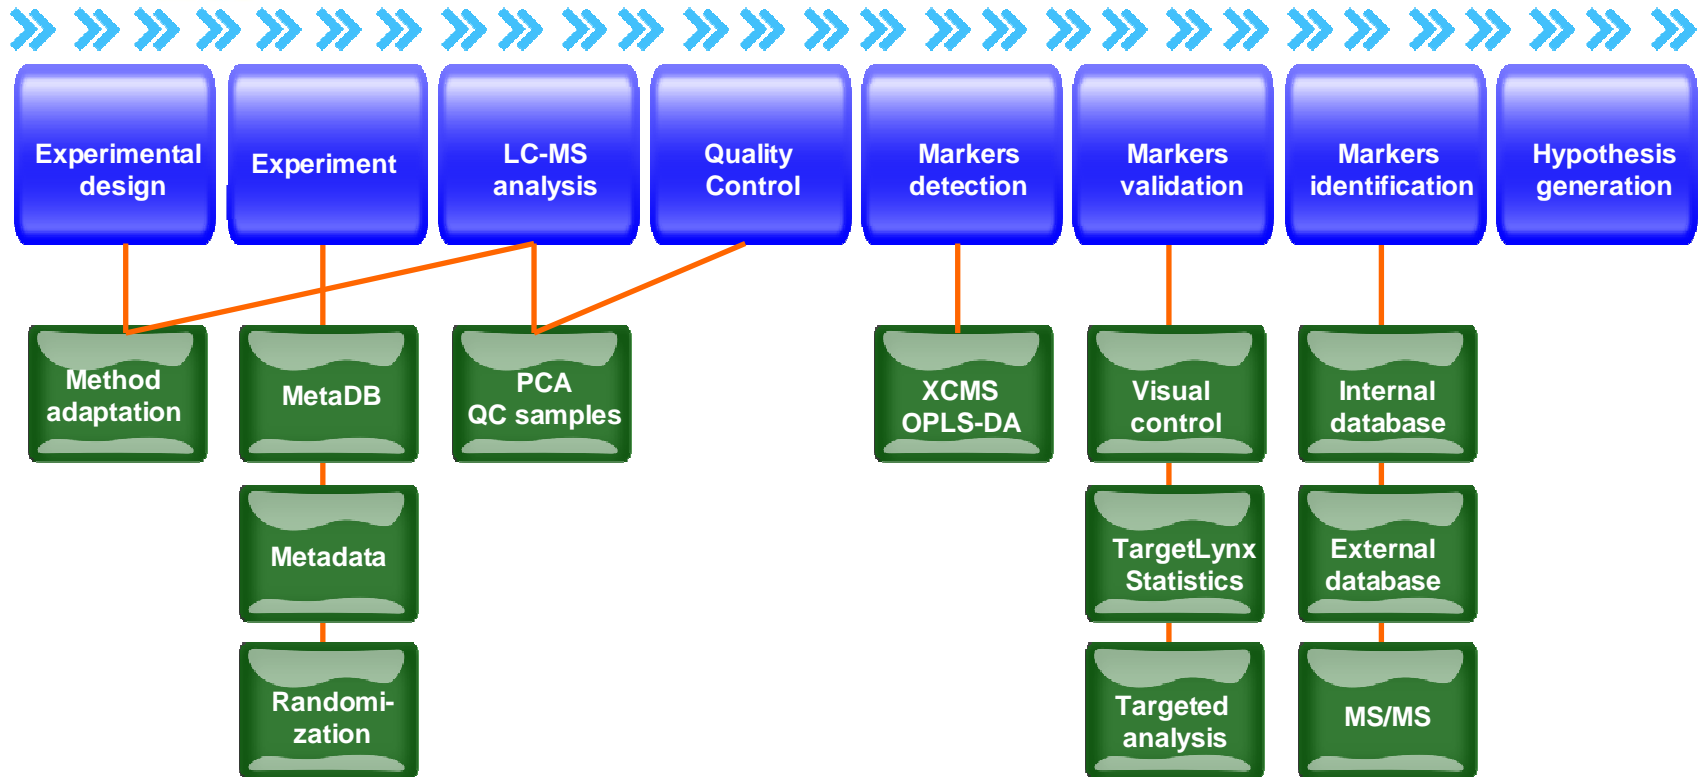 Experimental
design
Experiment
LC-MS
analysis
Quality
Control
Markers
detection
Markers
validation
Markers
identification
Hypothesis
generation
Method
adaptation
MetaDB
PCA
QC samples
XCMS
OPLS-DA
Visual
control
Internal
database
Metadata
TargetLynx
Statistics
External
database
Randomi-
zation
Targeted
analysis
MS/MS